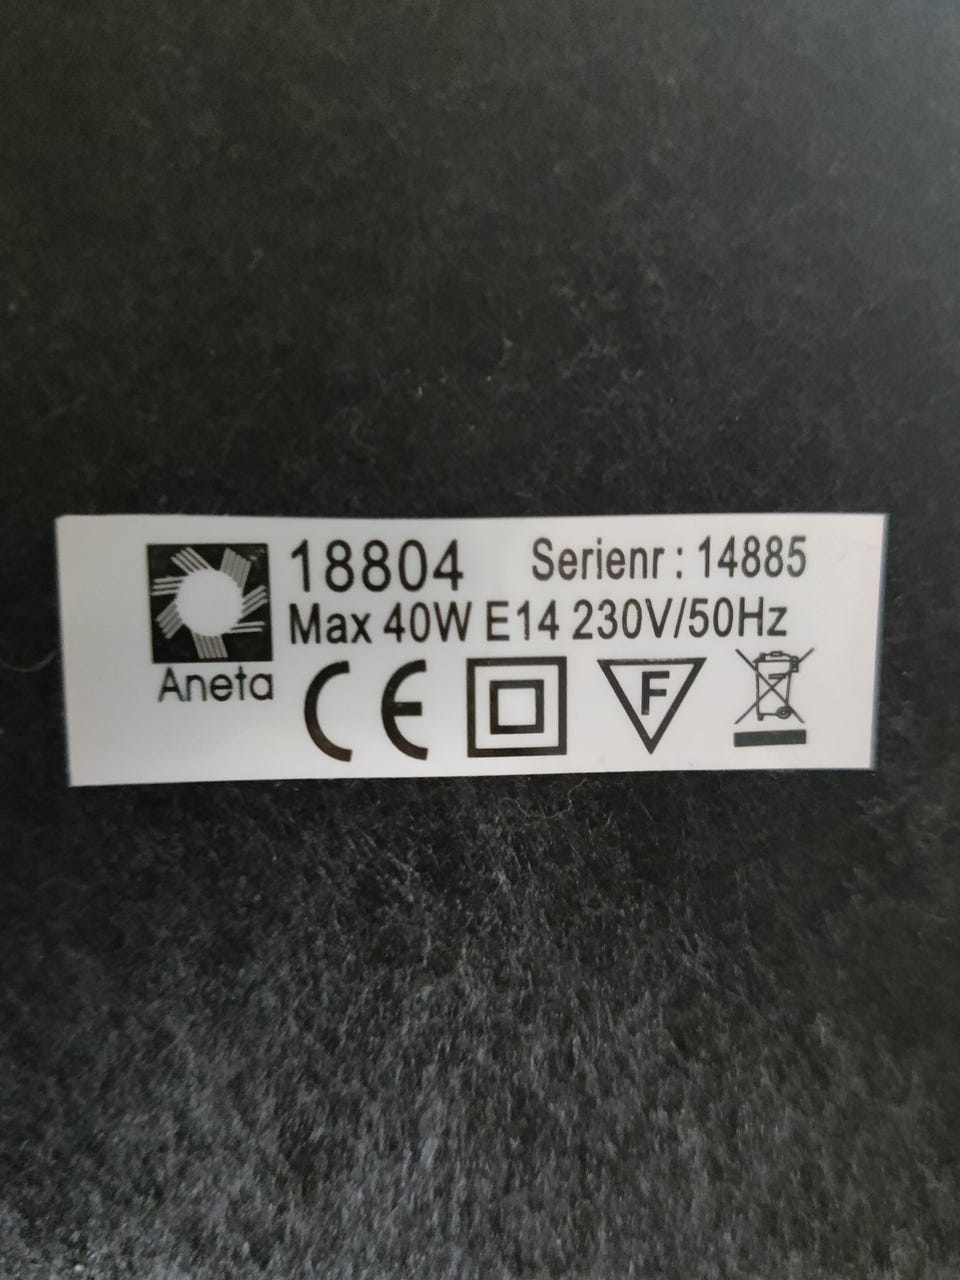 18804 Serienr : 14885
Max 40W E14 230V/50Hz
Aneta
CE F